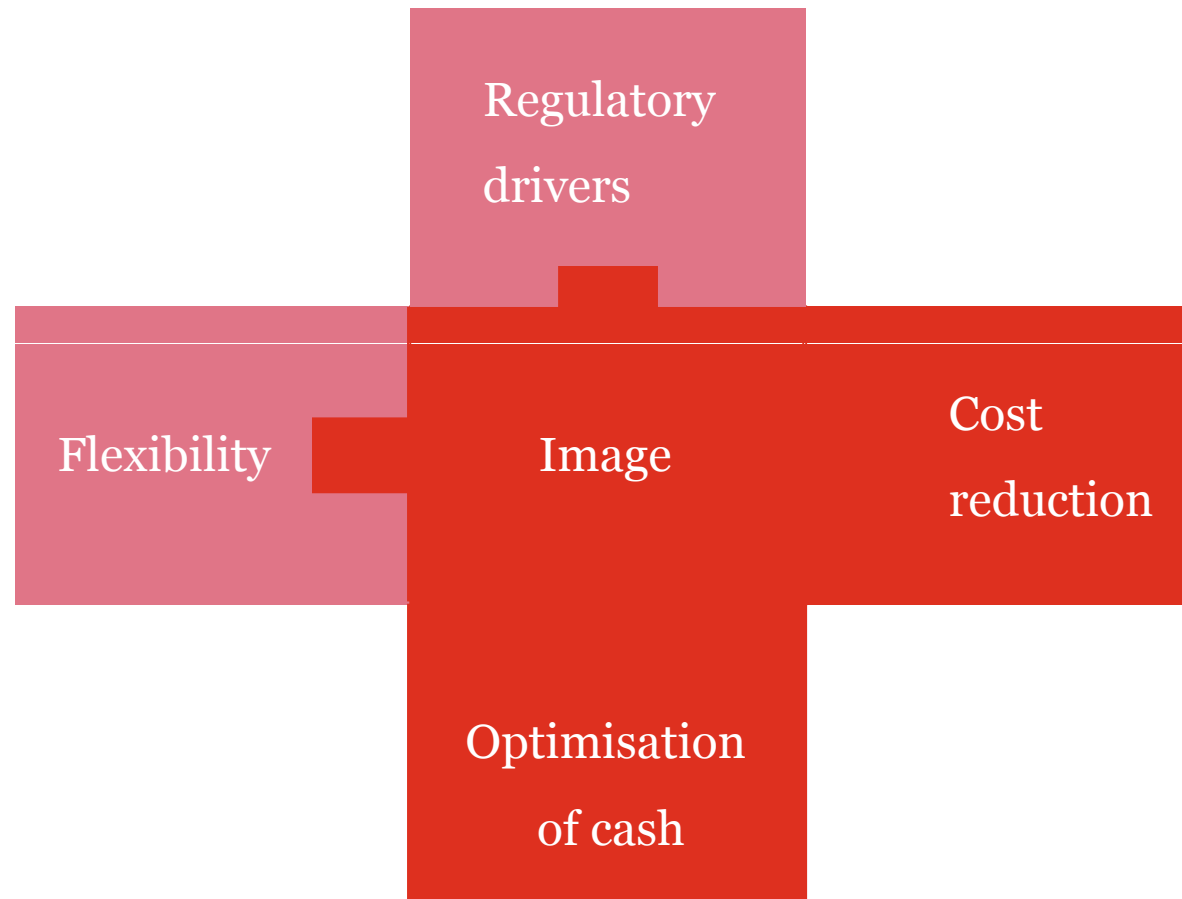 Regulatory
drivers
Flexibility
Image
Cost
reduction
Optimisation
of cash